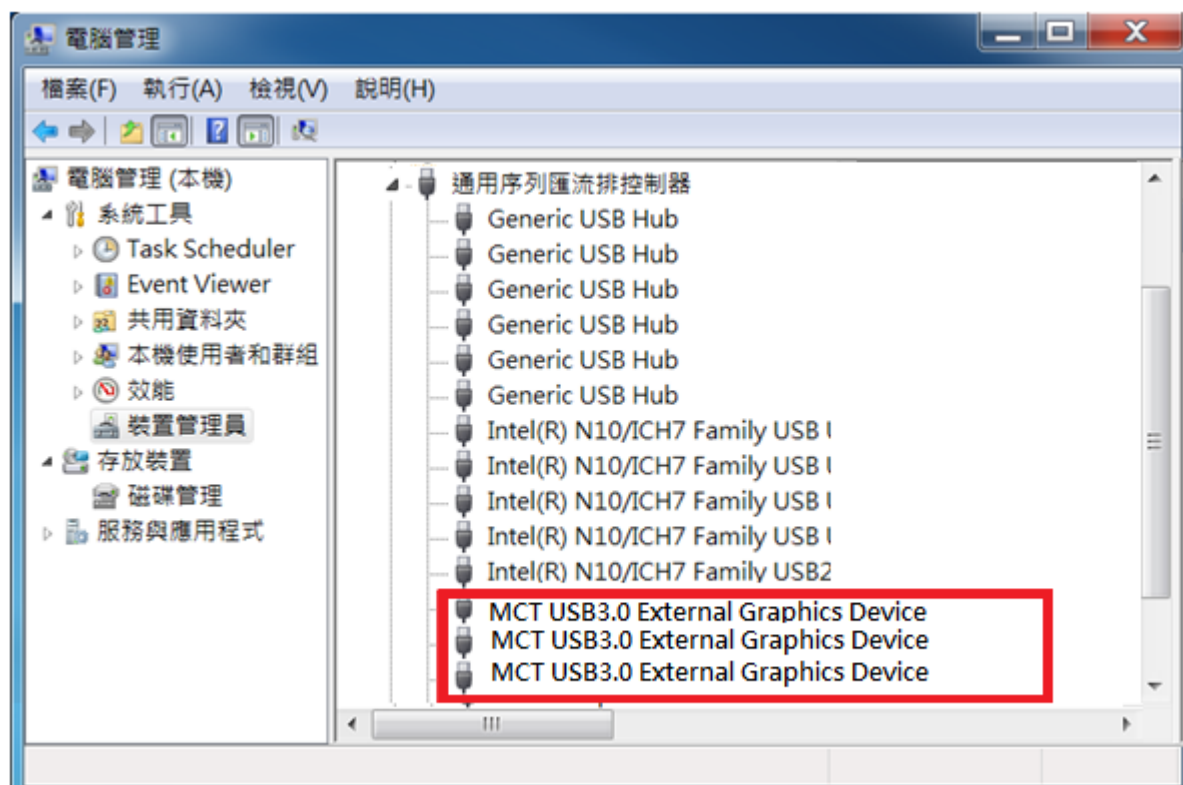 電腦管理
檔案(F) 執行(A) 檢視(V) 說明(H)
電腦管理 (本機)
系統工具
Task Scheduler
Event Viewer
共用資料夾
本機使用者和群組
效能
裝置管理員
存放裝置
磁碟管理
服務與應用程式
通用序列匯流排控制器
Generic USB Hub
Generic USB Hub
Generic USB Hub
Generic USB Hub
Generic USB Hub
Generic USB Hub
Intel(R) N10/ICH7 Family USB
Intel(R) N10/ICH7 Family USB
Intel(R) N10/ICH7 Family USB
Intel(R) N10/ICH7 Family USB
Intel(R) N10/ICH7 Family USB2
MCT USB3.0 External Graphics Device
MCT USB3.0 External Graphics Device
MCT USB3.0 External Graphics Device